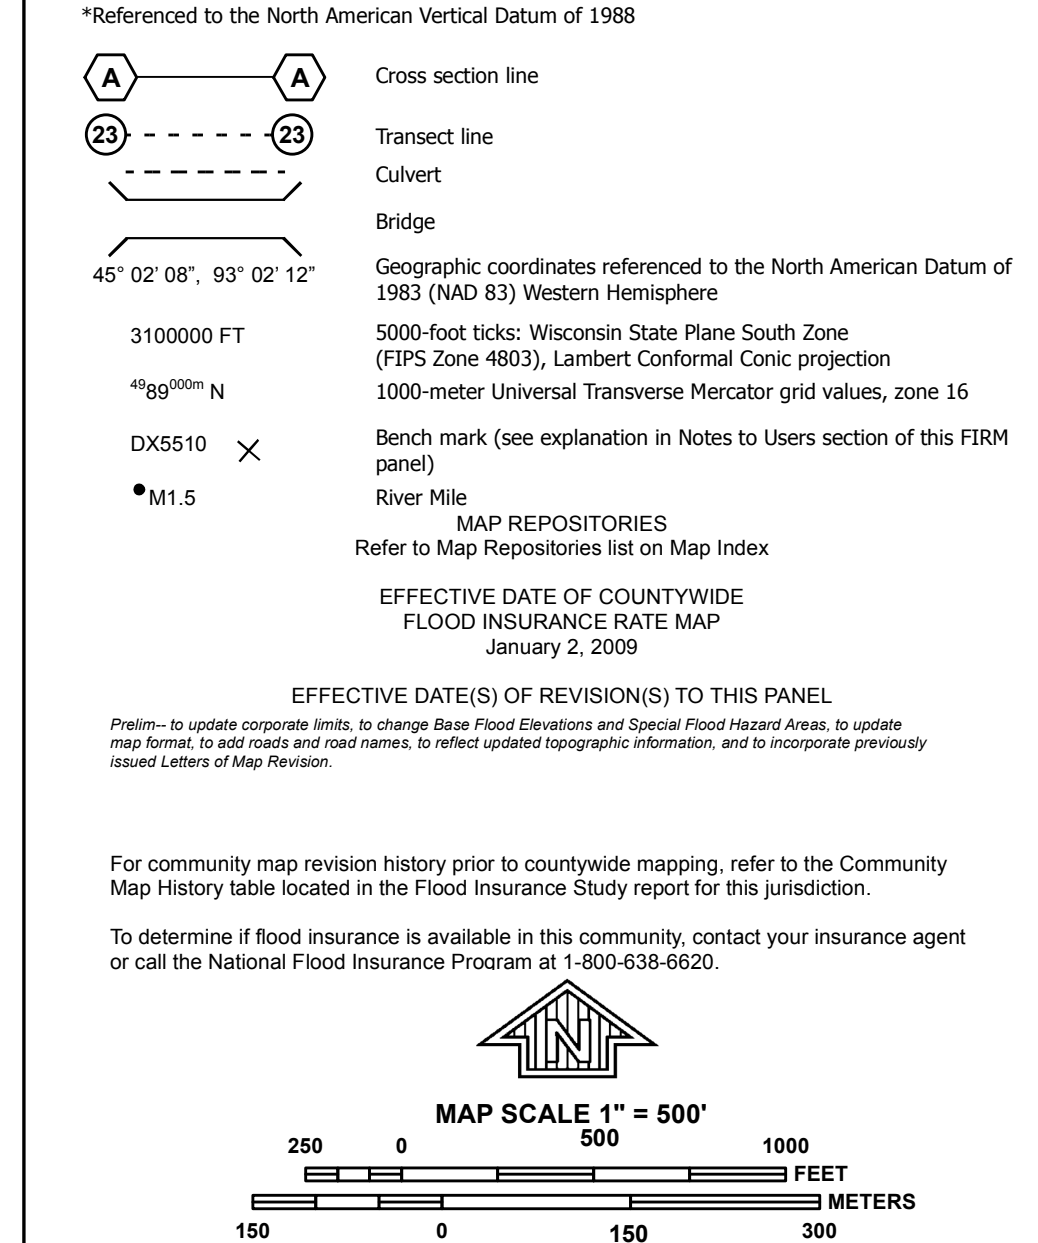 *Referenced to the North American Vertical Datum of 1988
A A Cross section line
23 23 Transect line
Culvert
Bridge
45° 02’ 08”, 93° 02’ 12” Geographic coordinates referenced to the North American Datum of
1983 (NAD 83) Western Hemisphere
3100000 FT 5000-foot ticks: Wisconsin State Plane South Zone
(FIPS Zone 4803), Lambert Conformal Conic projection
4989000m N 1000-meter Universal Transverse Mercator grid values, zone 16
DX5510 Bench mark (see explanation in Notes to Users section of this FIRM
panel)
M1.5 River Mile
MAP REPOSITORIES
Refer to Map Repositories list on Map Index
EFFECTIVE DATE OF COUNTYWIDE
FLOOD INSURANCE RATE MAP
January 2, 2009
EFFECTIVE DATE(S) OF REVISION(S) TO THIS PANEL
Prelim-- to update corporate limits, to change Base Flood Elevations and Special Flood Hazard Areas, to update
map format, to add roads and road names, to reflect updated topographic information, and to incorporate previously
issued Letters of Map Revision.
For community map revision history prior to countywide mapping, refer to the Community
Map History table located in the Flood Insurance Study report for this jurisdiction.
To determine if flood insurance is available in this community, contact your insurance agent
or call the National Flood Insurance Program at 1-800-638-6620.
N
MAP SCALE 1" = 500'
250 0 500 1000
FEET
METERS
150 0 150 300